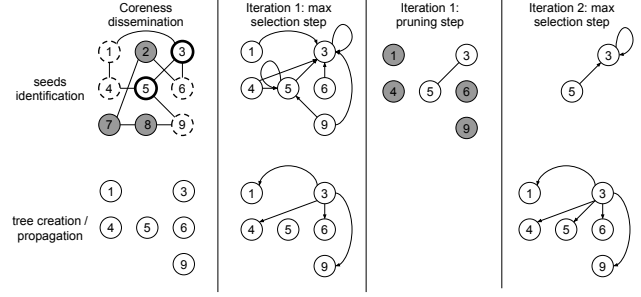 Coreness
dissemination
Iteration 1: max
selection step
Iteration 1:
pruning step
Iteration 2: max
selection step
seeds
identification
1 2 3
4 5 6
7 8 9
1 3
4 5 6
9
1 3
4 5 6
9
3
5
tree creation /
propagation
1 3
4 5 6
9
1 3
4 5 6
9
1 3
4 5 6
9